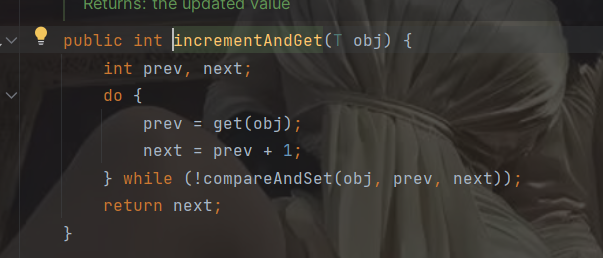 Returns: the updated value
public int incrementAndGet(T obj) {
int prev, next;
do {
prev = get(obj);
next = prev + 1;
} while (!compareAndSet(obj, prev, next));
return next;
}